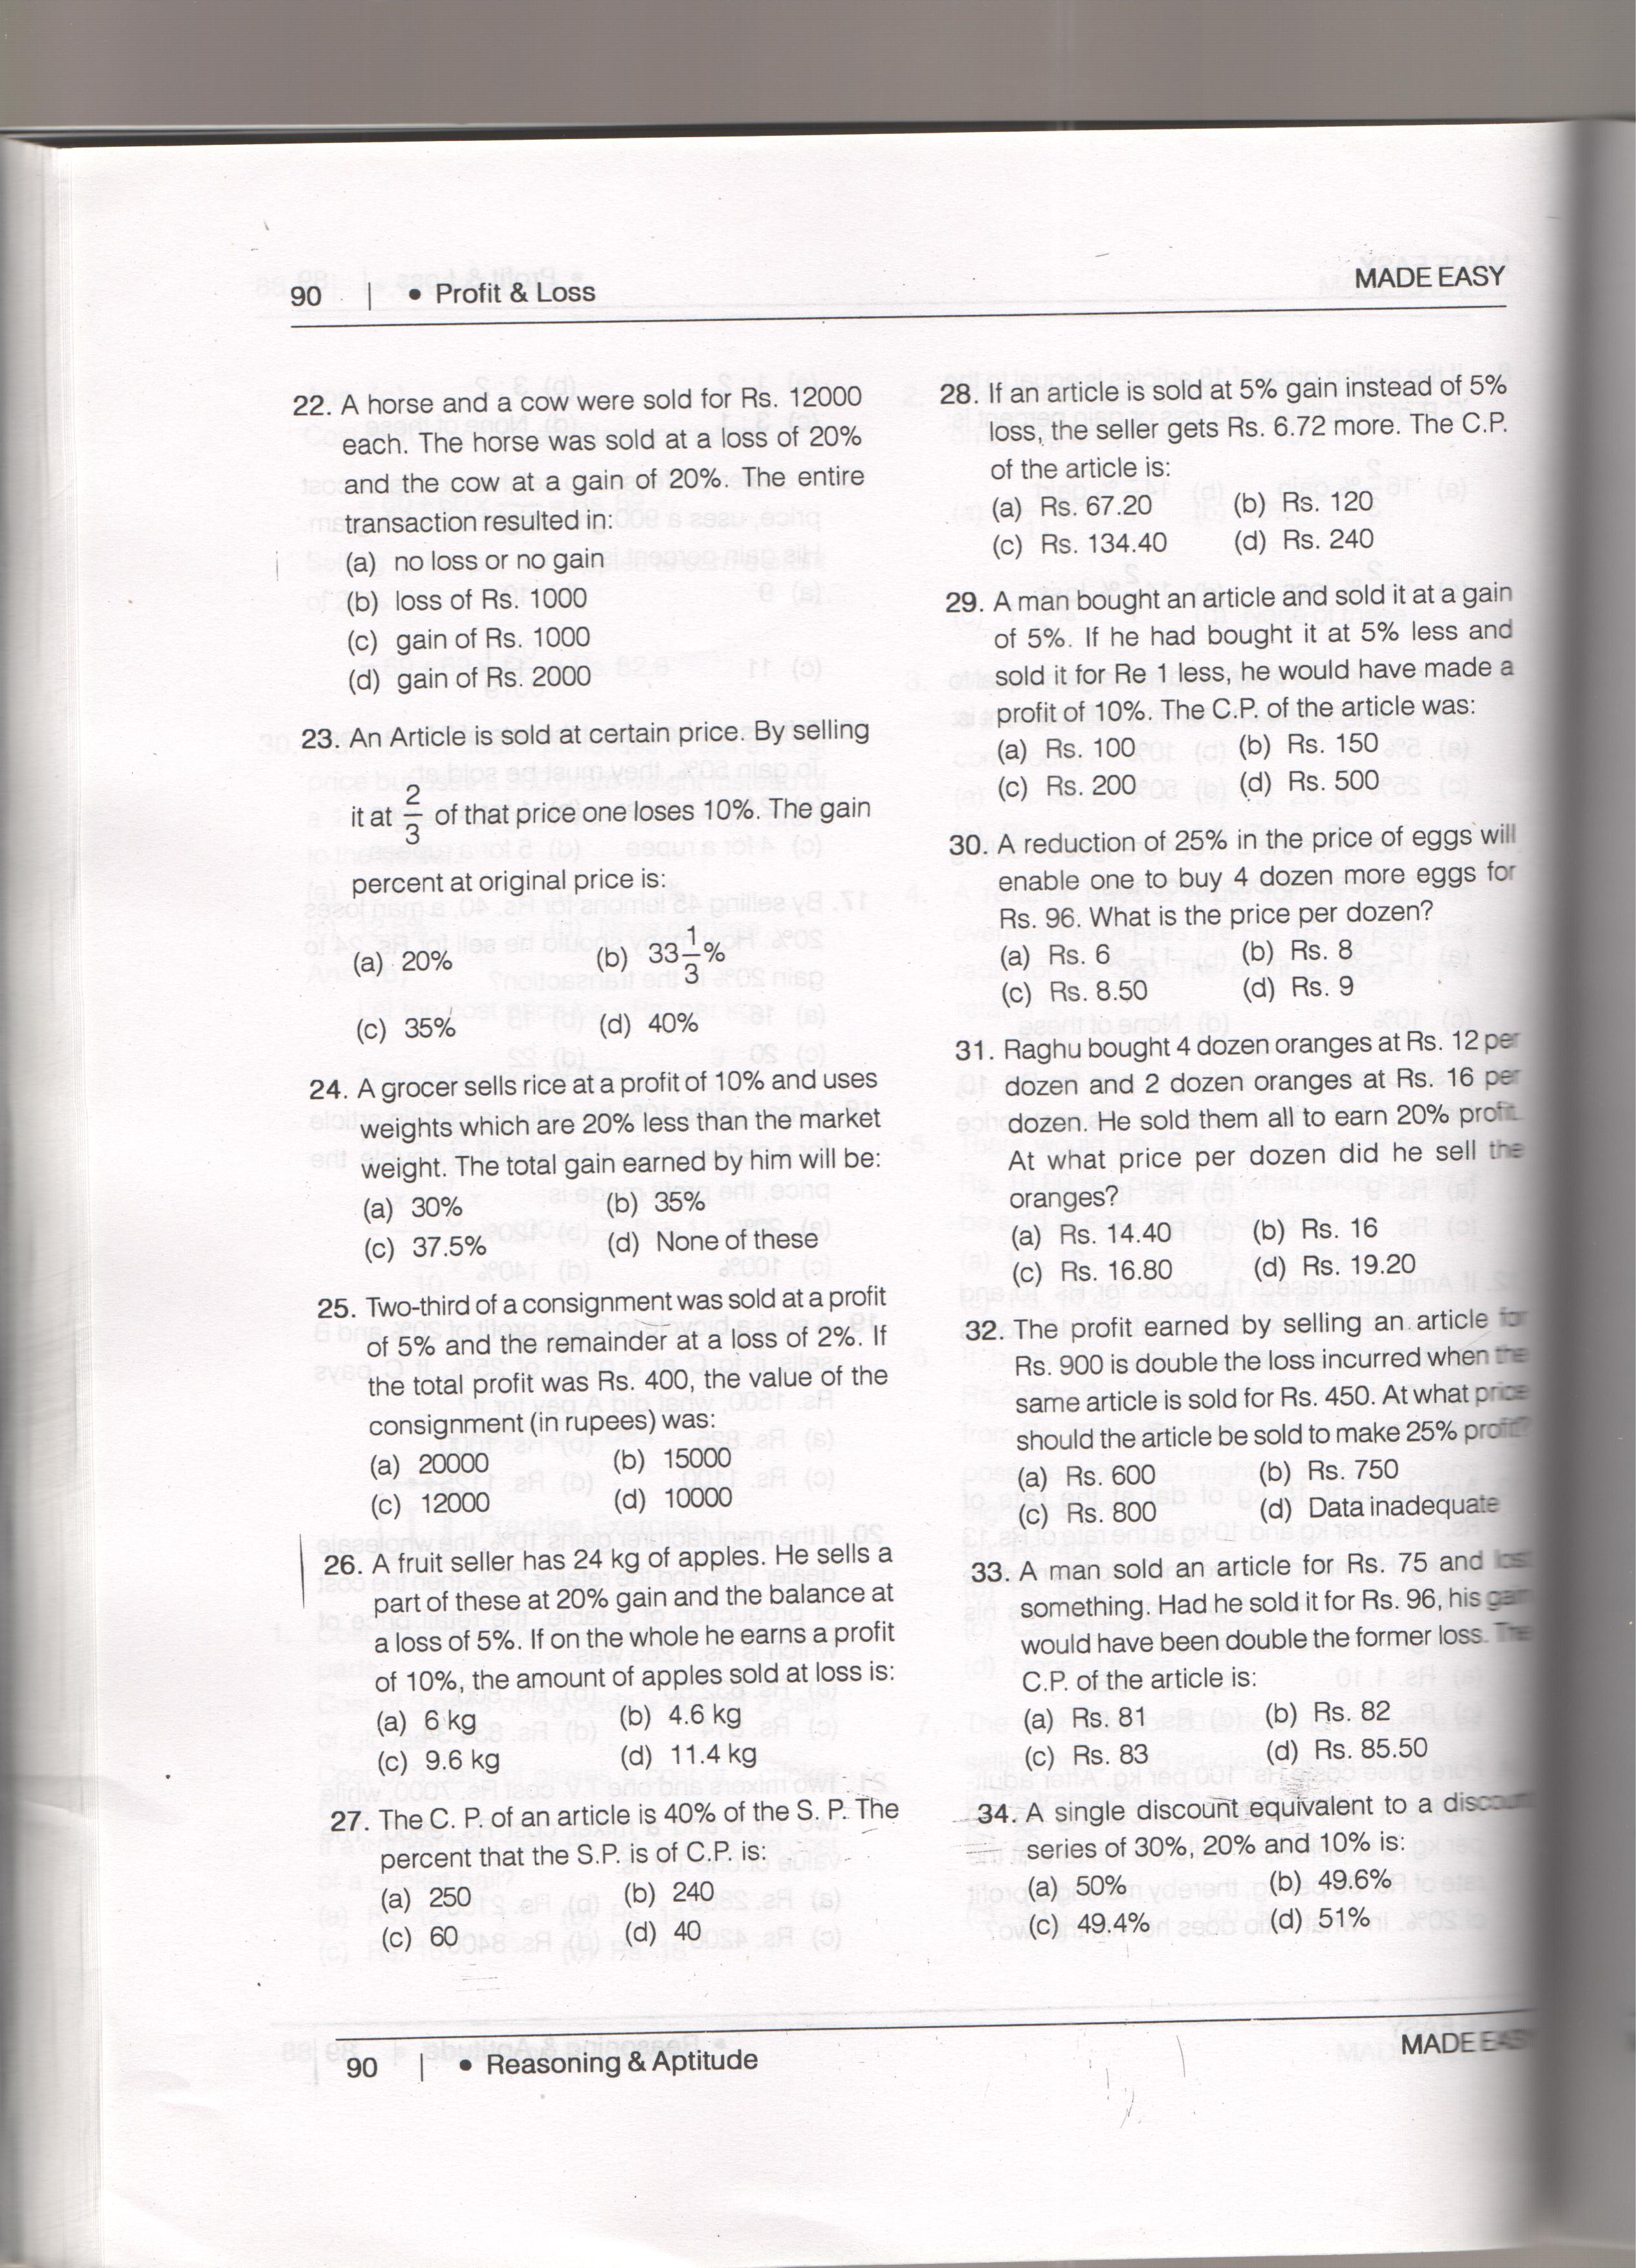 90 | • Profit & Loss
MADE EASY
22. A horse and a cow were sold for Rs. 12000
each. The horse was sold at a loss of 20%
and the cow at a gain of 20%. The entire
transaction resulted in:
(a) no loss or no gain
(b) loss of Rs. 1000
(c) gain of Rs. 1000
(d) gain of Rs. 2000
23. An Article is sold at certain price. By selling
it at 2/3 of that price one loses 10%. The gain
percent at original price is:
(a) 20% (b) 33 1/3 %
(c) 35% (d) 40%
24. A grocer sells rice at a profit of 10% and uses
weights which are 20% less than the market
weight. The total gain earned by him will be:
(a) 30% (b) 35%
(c) 37.5% (d) None of these
25. Two-third of a consignment was sold at a profit
of 5% and the remainder at a loss of 2%. If
the total profit was Rs. 400, the value of the
consignment (in rupees) was:
(a) 20000 (b) 15000
(c) 12000 (d) 10000
26. A fruit seller has 24 kg of apples. He sells a
part of these at 20% gain and the balance at
a loss of 5%. If on the whole he earns a profit
of 10%, the amount of apples sold at loss is:
(a) 6 kg (b) 4.6 kg
(c) 9.6 kg (d) 11.4 kg
27. The C. P. of an article is 40% of the S. P. The
percent that the S.P. is of C.P. is:
(a) 250 (b) 240
(c) 60 (d) 40
28. If an article is sold at 5% gain instead of 5%
loss, the seller gets Rs. 6.72 more. The C.P.
of the article is:
(a) Rs. 67.20 (b) Rs. 120
(c) Rs. 134.40 (d) Rs. 240
29. A man bought an article and sold it at a gain
of 5%. If he had bought it at 5% less and
sold it for Re 1 less, he would have made a
profit of 10%. The C.P. of the article was:
(a) Rs. 100 (b) Rs. 150
(c) Rs. 200 (d) Rs. 500
30. A reduction of 25% in the price of eggs will
enable one to buy 4 dozen more eggs for
Rs. 96. What is the price per dozen?
(a) Rs. 6 (b) Rs. 8
(c) Rs. 8.50 (d) Rs. 9
31. Raghu bought 4 dozen oranges at Rs. 12 per
dozen and 2 dozen oranges at Rs. 16 per
dozen. He sold them all to earn 20% profit.
At what price per dozen did he sell the
oranges?
(a) Rs. 14.40 (b) Rs. 16
(c) Rs. 16.80 (d) Rs. 19.20
32. The profit earned by selling an article for
Rs. 900 is double the loss incurred when the
same article is sold for Rs. 450. At what price
should the article be sold to make 25% profit?
(a) Rs. 600 (b) Rs. 750
(c) Rs. 800 (d) Data inadequate
33. A man sold an article for Rs. 75 and lost
something. Had he sold it for Rs. 96, his gain
would have been double the former loss. The
C.P. of the article is:
(a) Rs. 81 (b) Rs. 82
(c) Rs. 83 (d) Rs. 85.50
34. A single discount equivalent to a discount
series of 30%, 20% and 10% is:
(a) 50% (b) 49.6%
(c) 49.4% (d) 51%
90 | • Reasoning & Aptitude
MADE EASY